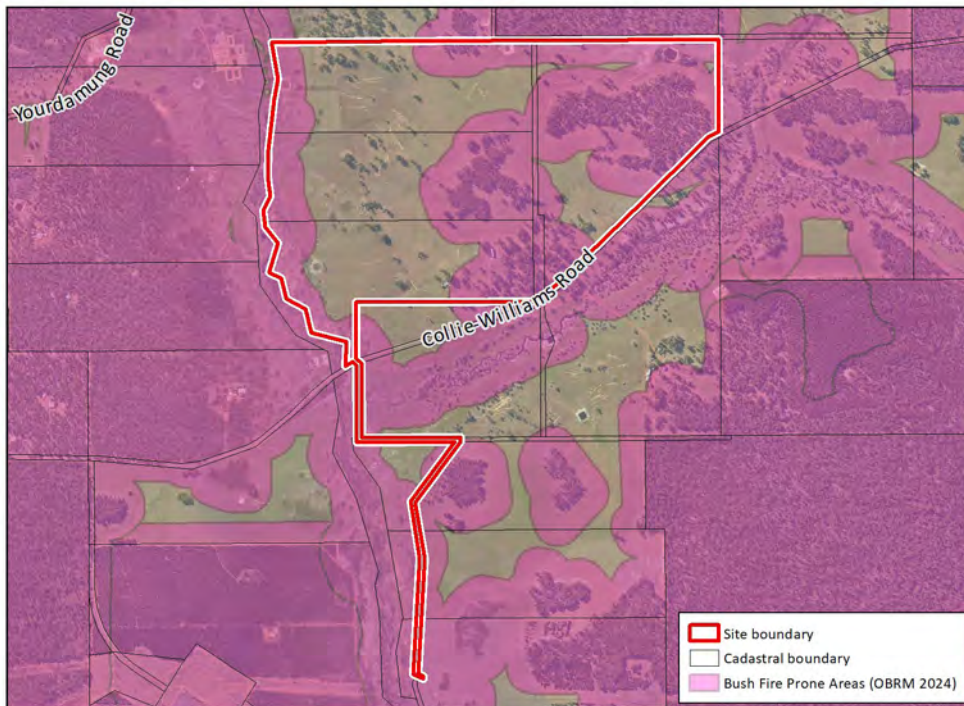 Yourdamung Road
Collie-Williams Road
Site boundary
Cadastral boundary
Bush Fire Prone Areas (OBRM 2024)